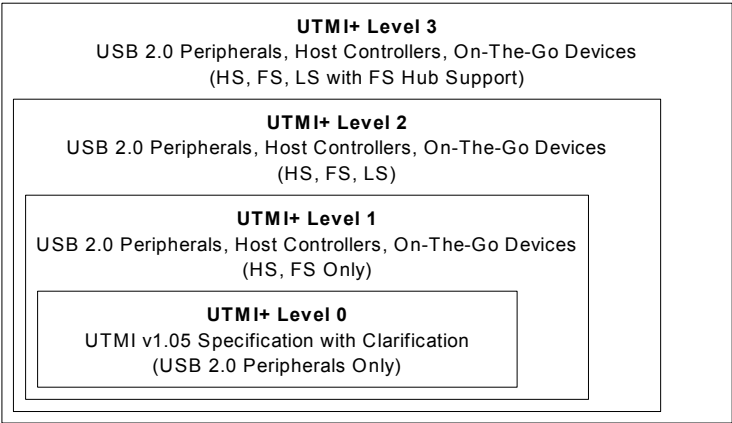 UTMI+ Level 3
USB 2.0 Peripherals, Host Controllers, On-The-Go Devices
(HS, FS, LS with FS Hub Support)
UTMI+ Level 2
USB 2.0 Peripherals, Host Controllers, On-The-Go Devices
(HS, FS, LS)
UTMI+ Level 1
USB 2.0 Peripherals, Host Controllers, On-The-Go Devices
(HS, FS Only)
UTMI+ Level 0
UTMI v1.05 Specification with Clarification
(USB 2.0 Peripherals Only)